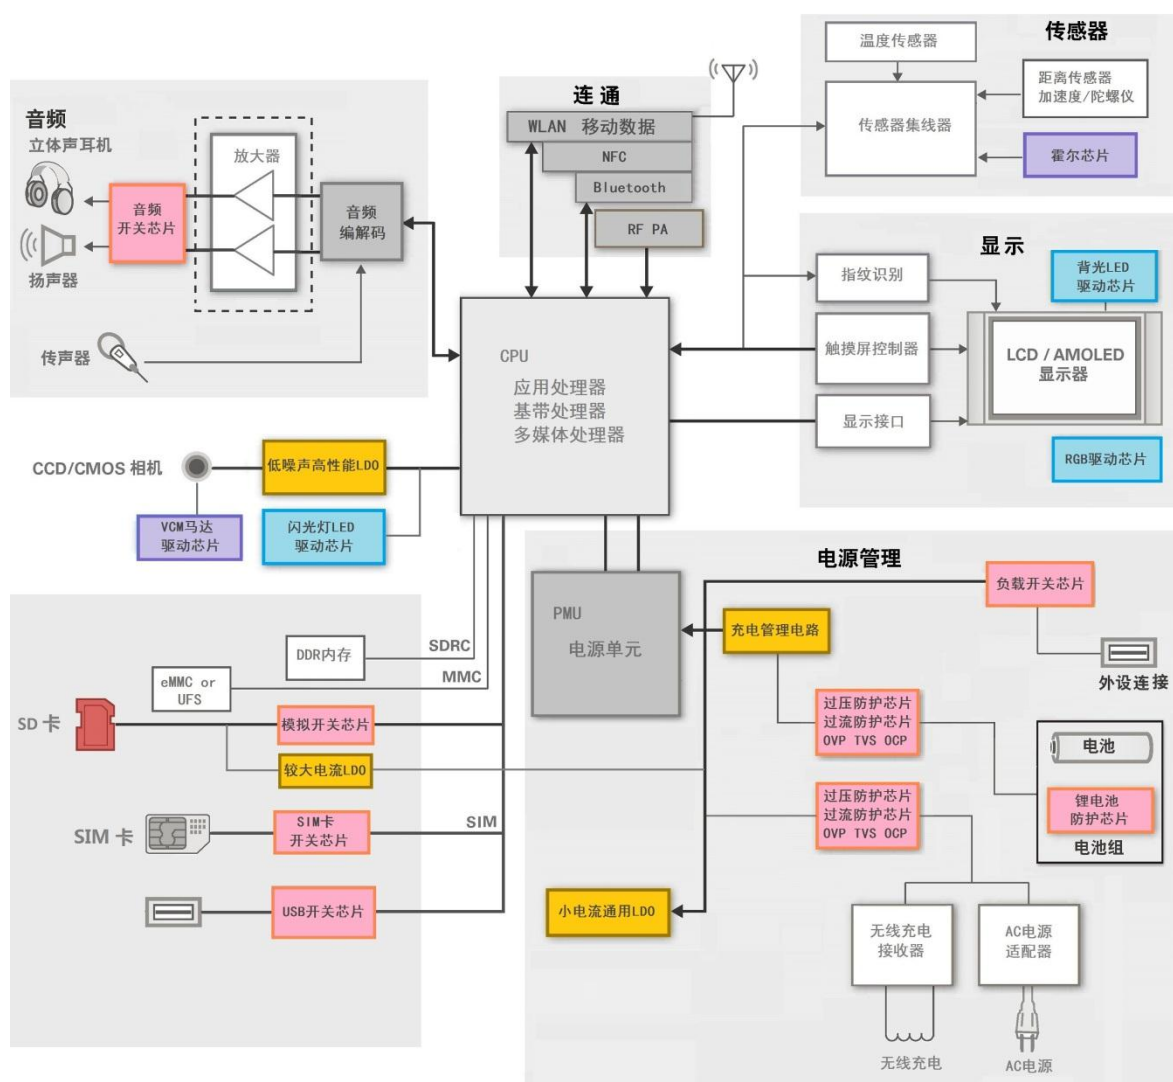 音频
立体声耳机
放大器
音频
开关芯片
音频
编解码
扬声器
传声器
连通
WLAN 移动数据
NFC
Bluetooth
RF PA
传感器
温度传感器
距离传感器
加速度/陀螺仪
传感器集线器
霍尔芯片
显示
指纹识别
背光LED
驱动芯片
触摸屏控制器
LCD / AMOLED
显示器
显示接口
RGB驱动芯片
CPU
应用处理器
基带处理器
多媒体处理器
CCD/CMOS 相机
低噪声高性能LDO
VCM马达
驱动芯片
闪光灯LED
驱动芯片
DDR内存
SDRC
eMMC or
UFS
MMC
SD 卡
模拟开关芯片
较大电流LDO
SIM 卡
SIM卡
开关芯片
SIM
USB开关芯片
电源管理
PMU
电源单元
充电管理电路
负载开关芯片
外设连接
过压防护芯片
过流防护芯片
OVP TVS OCP
电池
锂电池
防护芯片
电池组
过压防护芯片
过流防护芯片
OVP TVS OCP
小电流通用LDO
无线充电
接收器
AC电源
适配器
无线充电
AC电源